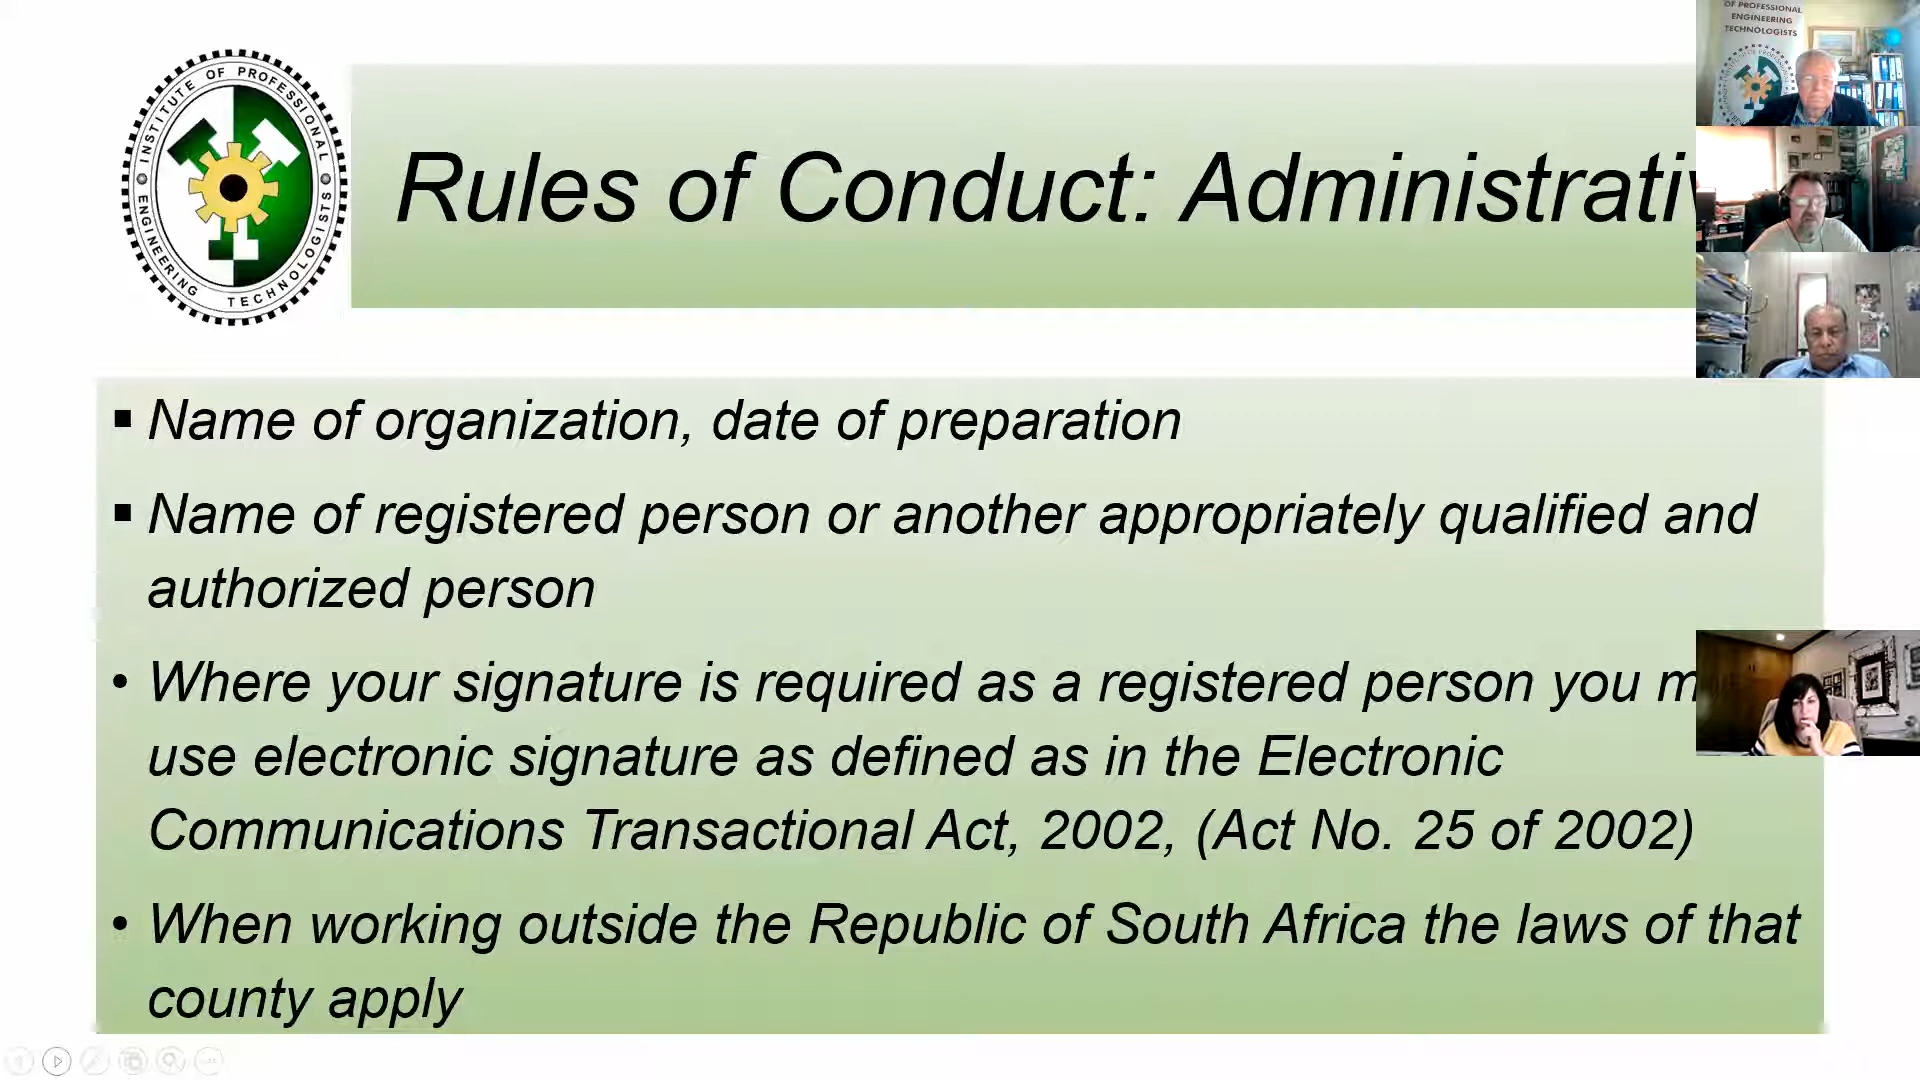 INSTITUTE OF PROFESSIONAL
ENGINEERING TECHNOLOGISTS
Rules of Conduct:
▪ Name of organization, date of preparation
▪ Name of registered person or another appropriately qualified and
authorized person
• Where your signature is required as a registered person you
use electronic signature as defined as in the Electronic
Communications Transactional Act, 2002, (Act No. 25 of 2002)
• When working outside the Republic of South Africa the laws of that
county apply
OF PROFESSIONAL
ENGINEERING
TECHNOLOGISTS